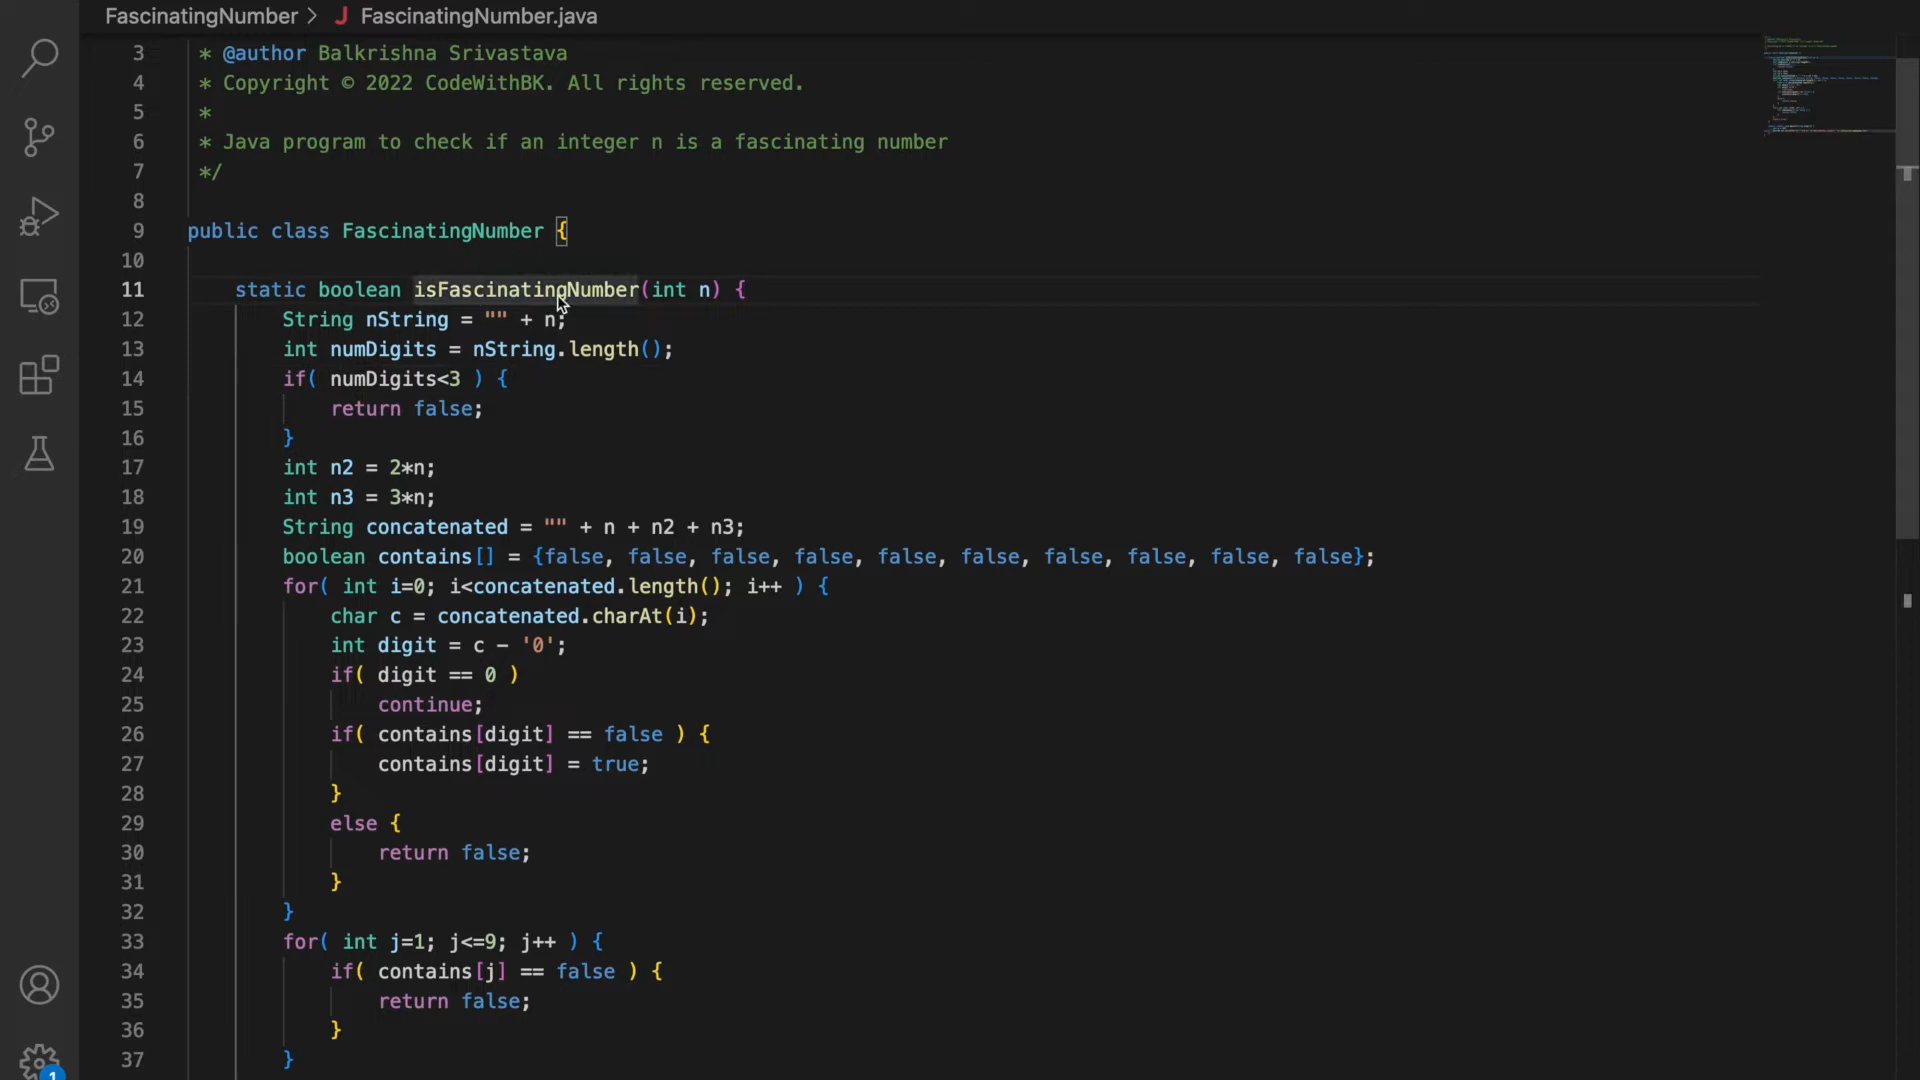 FascinatingNumber > J FascinatingNumber.java
3 * @author Balkrishna Srivastava
4 * Copyright © 2022 CodeWithBK. All rights reserved.
5 *
6 * Java program to check if an integer n is a fascinating number
7 */
8
9 public class FascinatingNumber {
10
11 static boolean isFascinatingNumber(int n) {
12 String nString = "" + n;
13 int numDigits = nString.length();
14 if( numDigits<3 ) {
15 return false;
16 }
17 int n2 = 2*n;
18 int n3 = 3*n;
19 String concatenated = "" + n + n2 + n3;
20 boolean contains[] = {false, false, false, false, false, false, false, false, false, false};
21 for( int i=0; i<concatenated.length(); i++ ) {
22 char c = concatenated.charAt(i);
23 int digit = c - '0';
24 if( digit == 0 )
25 continue;
26 if( contains[digit] == false ) {
27 contains[digit] = true;
28 }
29 else {
30 return false;
31 }
32 }
33 for( int j=1; j<=9; j++ ) {
34 if( contains[j] == false ) {
35 return false;
36 }
37 }
1